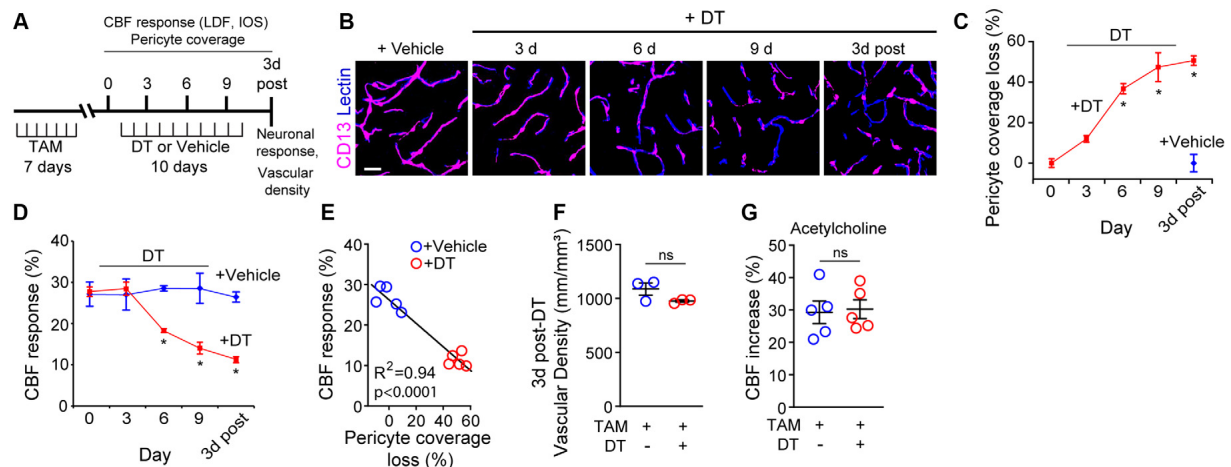 A
CBF response (LDF, IOS)
Pericyte coverage
3d
post
0 3 6 9
TAM
7 days
DT or Vehicle
10 days
Neuronal
response,
Vascular
density
B
+ DT
+ Vehicle 3 d 6 d 9 d 3d post
CD13 Lectin
C
Pericyte coverage loss (%)
60
40
20
0
DT
+DT
* * *
+Vehicle
0 3 6 9 3d post
Day
D
CBF response (%)
40
30
20
10
0
DT
+Vehicle
+DT
* * *
0 3 6 9 3d post
Day
E
CBF response (%)
40
30
20
10
0
+Vehicle
+DT
R²=0.94
p<0.0001
0 20 40 60
Pericyte coverage
loss (%)
F
3d post-DT
Vascular Density (mm/mm³)
1500
1000
500
0
ns
TAM + +
DT - +
G
Acetylcholine
CBF increase (%)
50
40
30
20
10
0
ns
TAM + +
DT - +